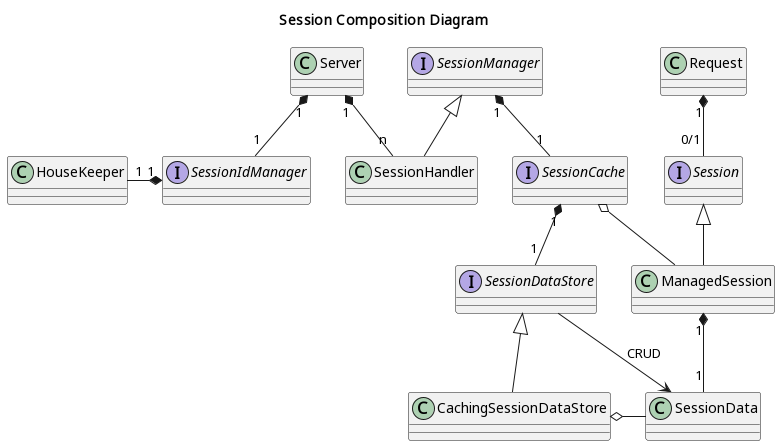 Session Composition Diagram
C Server
I SessionManager
C Request
1
1
1
1
1
n
1
0/1
C HouseKeeper
1 1
I SessionIdManager
C SessionHandler
I SessionCache
I Session
1
1
I SessionDataStore
C ManagedSession
1
CRUD
1
C CachingSessionDataStore
C SessionData